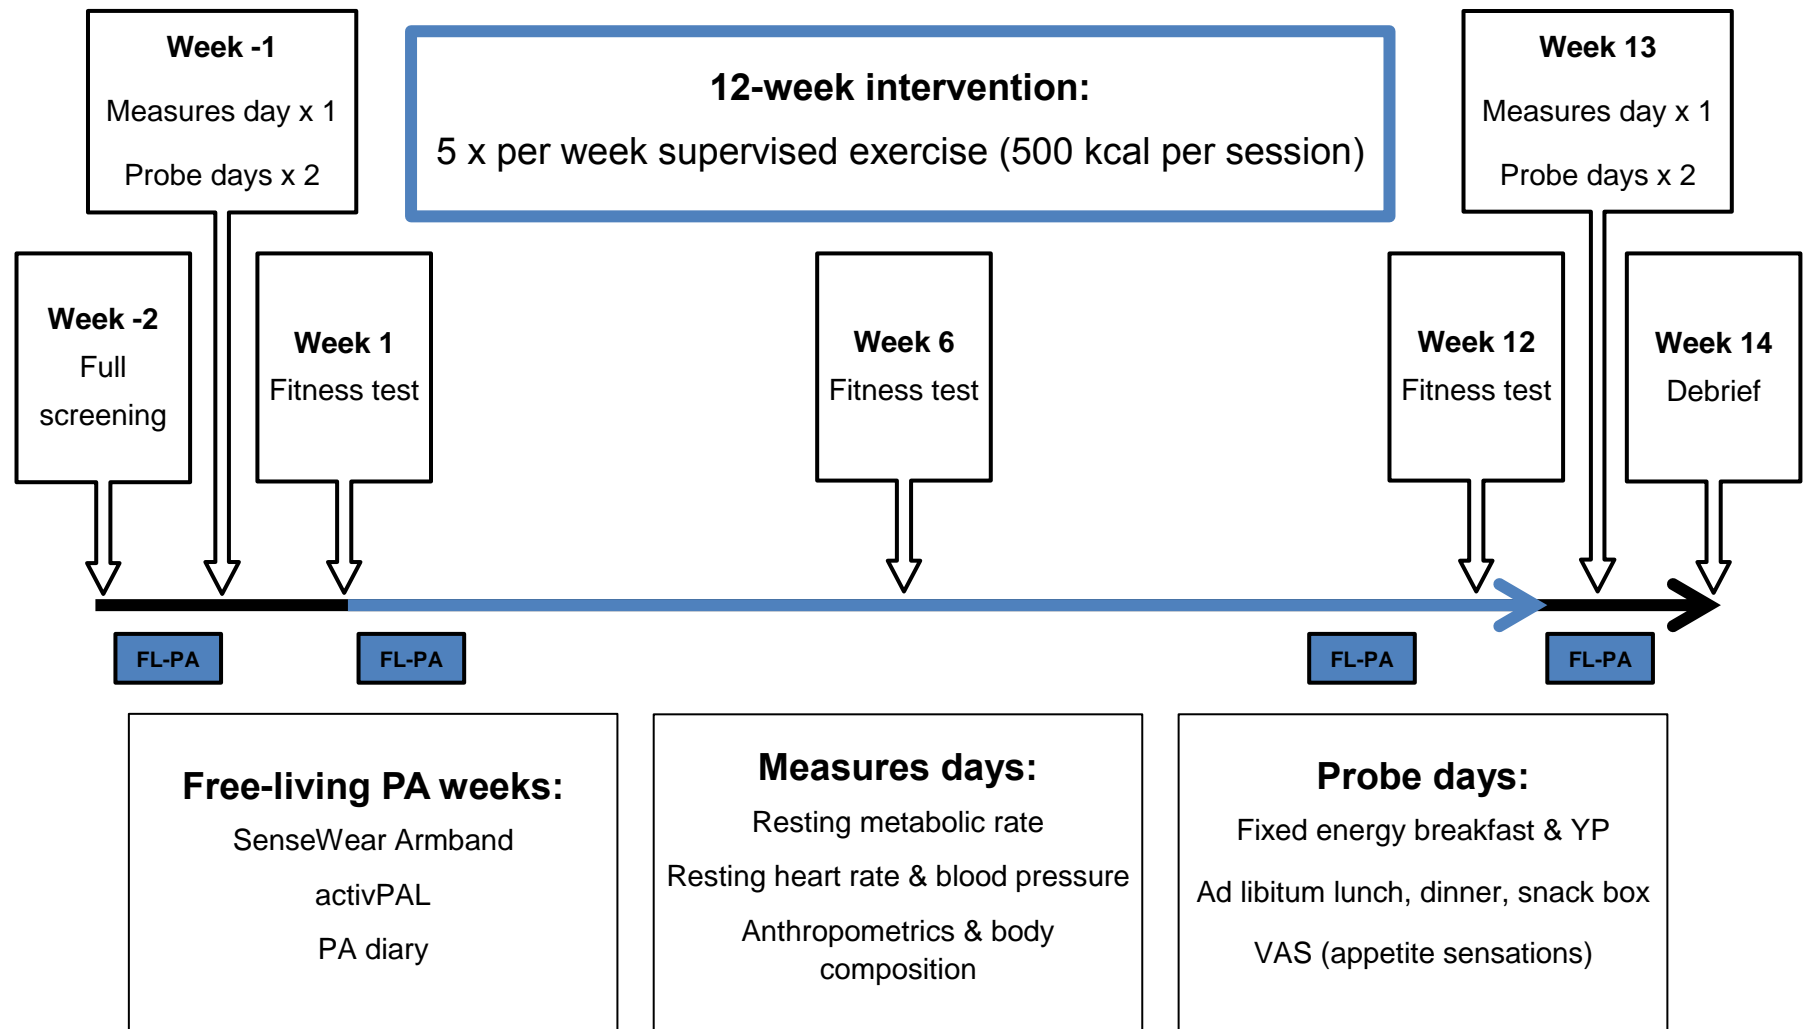 Week -1
Measures day x 1
Probe days x 2
12-week intervention:
5 x per week supervised exercise (500 kcal per session)
Week 13
Measures day x 1
Probe days x 2
Week -2
Full
screening
Week 1
Fitness test
Week 6
Fitness test
Week 12
Fitness test
Week 14
Debrief
FL-PA
FL-PA
FL-PA
FL-PA
Free-living PA weeks:
SenseWear Armband
activPAL
PA diary
Measures days:
Resting metabolic rate
Resting heart rate & blood pressure
Anthropometrics & body
composition
Probe days:
Fixed energy breakfast & YP
Ad libitum lunch, dinner, snack box
VAS (appetite sensations)